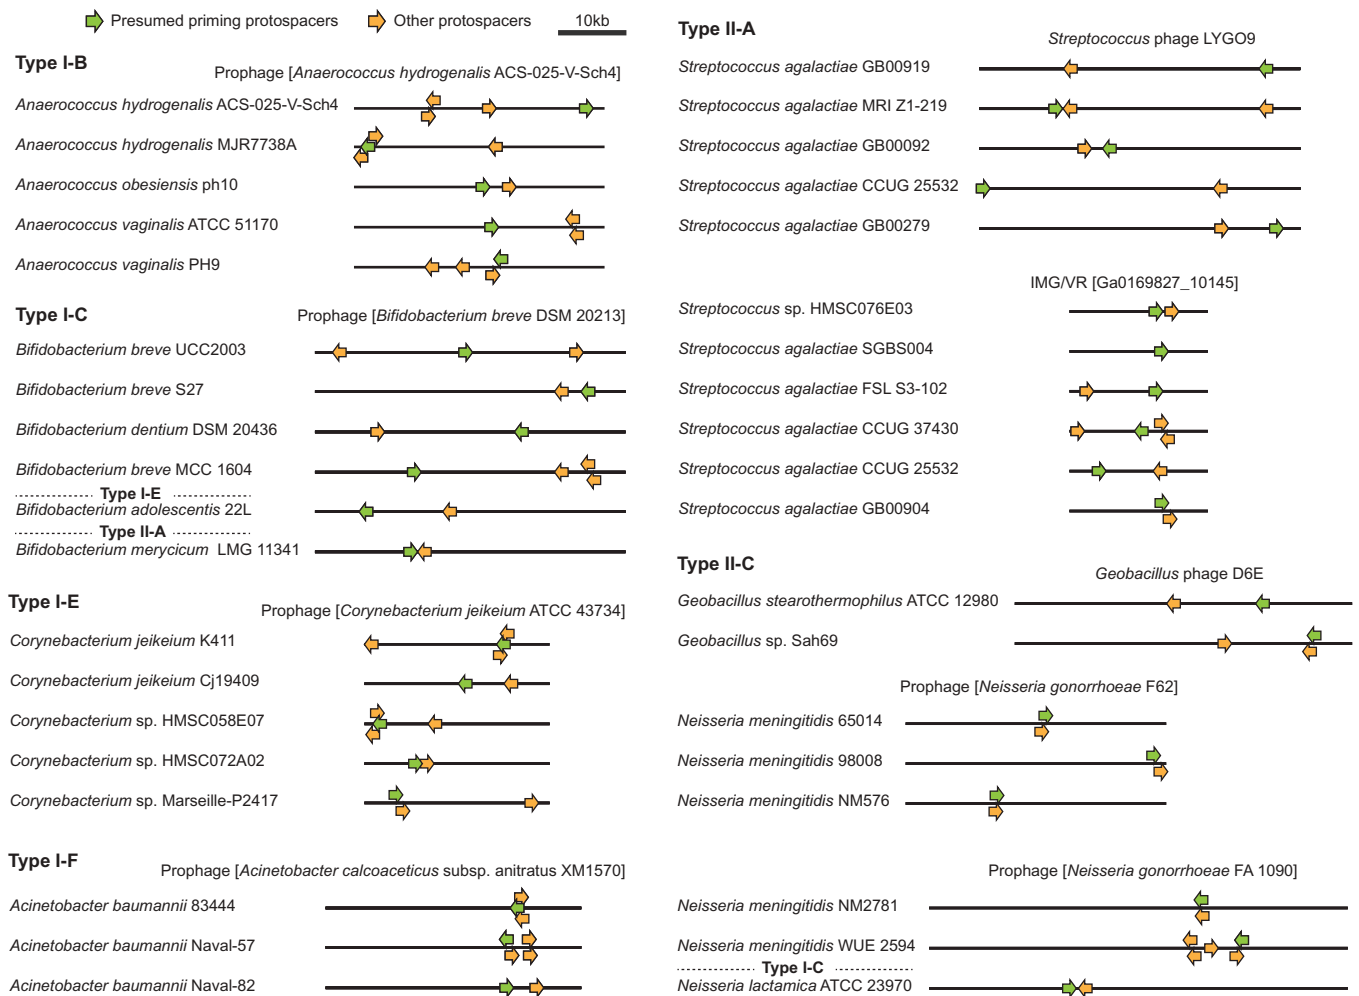 Presumed priming protospacers
Other protospacers
10kb
Type I-B
Prophage [Anaerococcus hydrogenalis ACS-025-V-Sch4]
Anaerococcus hydrogenalis ACS-025-V-Sch4
Anaerococcus hydrogenalis MJR7738A
Anaerococcus obesiensis ph10
Anaerococcus vaginalis ATCC 51170
Anaerococcus vaginalis PH9
Type I-C
Prophage [Bifidobacterium breve DSM 20213]
Bifidobacterium breve UCC2003
Bifidobacterium breve S27
Bifidobacterium dentium DSM 20436
Bifidobacterium breve MCC 1604
Type I-E
Bifidobacterium adolescentis 22L
Type II-A
Bifidobacterium merycicum LMG 11341
Type I-E
Prophage [Corynebacterium jeikeium ATCC 43734]
Corynebacterium jeikeium K411
Corynebacterium jeikeium Cj19409
Corynebacterium sp. HMSC058E07
Corynebacterium sp. HMSC072A02
Corynebacterium sp. Marseille-P2417
Type I-F
Prophage [Acinetobacter calcoaceticus subsp. anitratus XM1570]
Acinetobacter baumannii 83444
Acinetobacter baumannii Naval-57
Acinetobacter baumannii Naval-82
Type II-A
Streptococcus phage LYGO9
Streptococcus agalactiae GB00919
Streptococcus agalactiae MRI Z1-219
Streptococcus agalactiae GB00092
Streptococcus agalactiae CCUG 25532
Streptococcus agalactiae GB00279
IMG/VR [Ga0169827_10145]
Streptococcus sp. HMSC076E03
Streptococcus agalactiae SGBS004
Streptococcus agalactiae FSL S3-102
Streptococcus agalactiae CCUG 37430
Streptococcus agalactiae CCUG 25532
Streptococcus agalactiae GB00904
Type II-C
Geobacillus phage D6E
Geobacillus stearothermophilus ATCC 12980
Geobacillus sp. Sah69
Prophage [Neisseria gonorrhoeae F62]
Neisseria meningitidis 65014
Neisseria meningitidis 98008
Neisseria meningitidis NM576
Prophage [Neisseria gonorrhoeae FA 1090]
Neisseria meningitidis NM2781
Neisseria meningitidis WUE 2594
Type I-C
Neisseria lactamica ATCC 23970